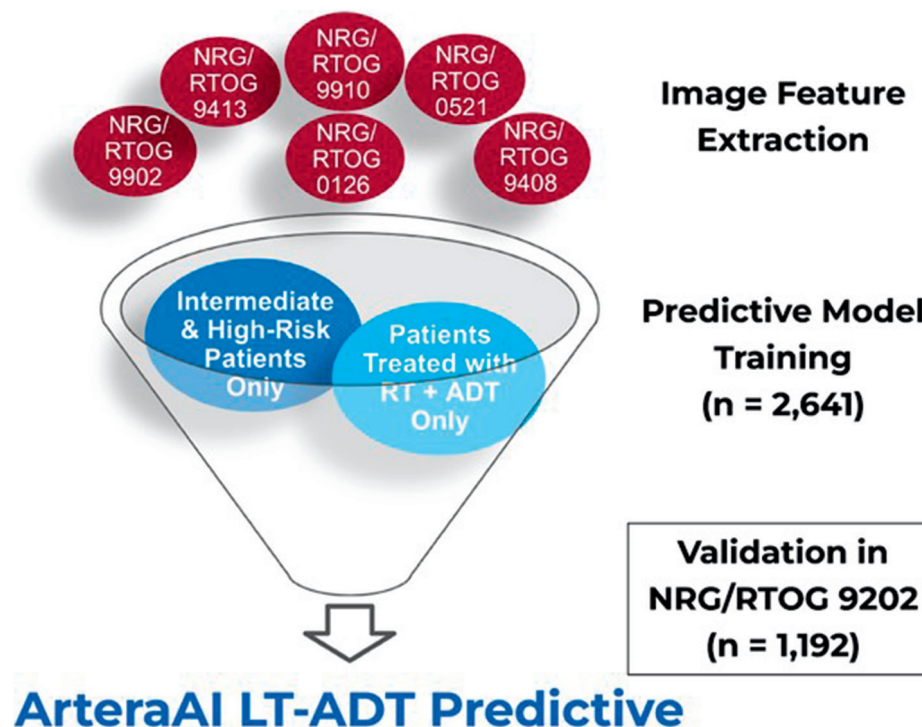 NRG/
RTOG
9902
NRG/
RTOG
9413
NRG/
RTOG
9910
NRG/
RTOG
0126
NRG/
RTOG
0521
NRG/
RTOG
9408
Image Feature
Extraction
Intermediate
& High-Risk
Patients
Only
Patients
Treated with
RT + ADT
Only
Predictive Model
Training
(n = 2,641)
Validation in
NRG/RTOG 9202
(n = 1,192)
ArteraAI LT-ADT Predictive